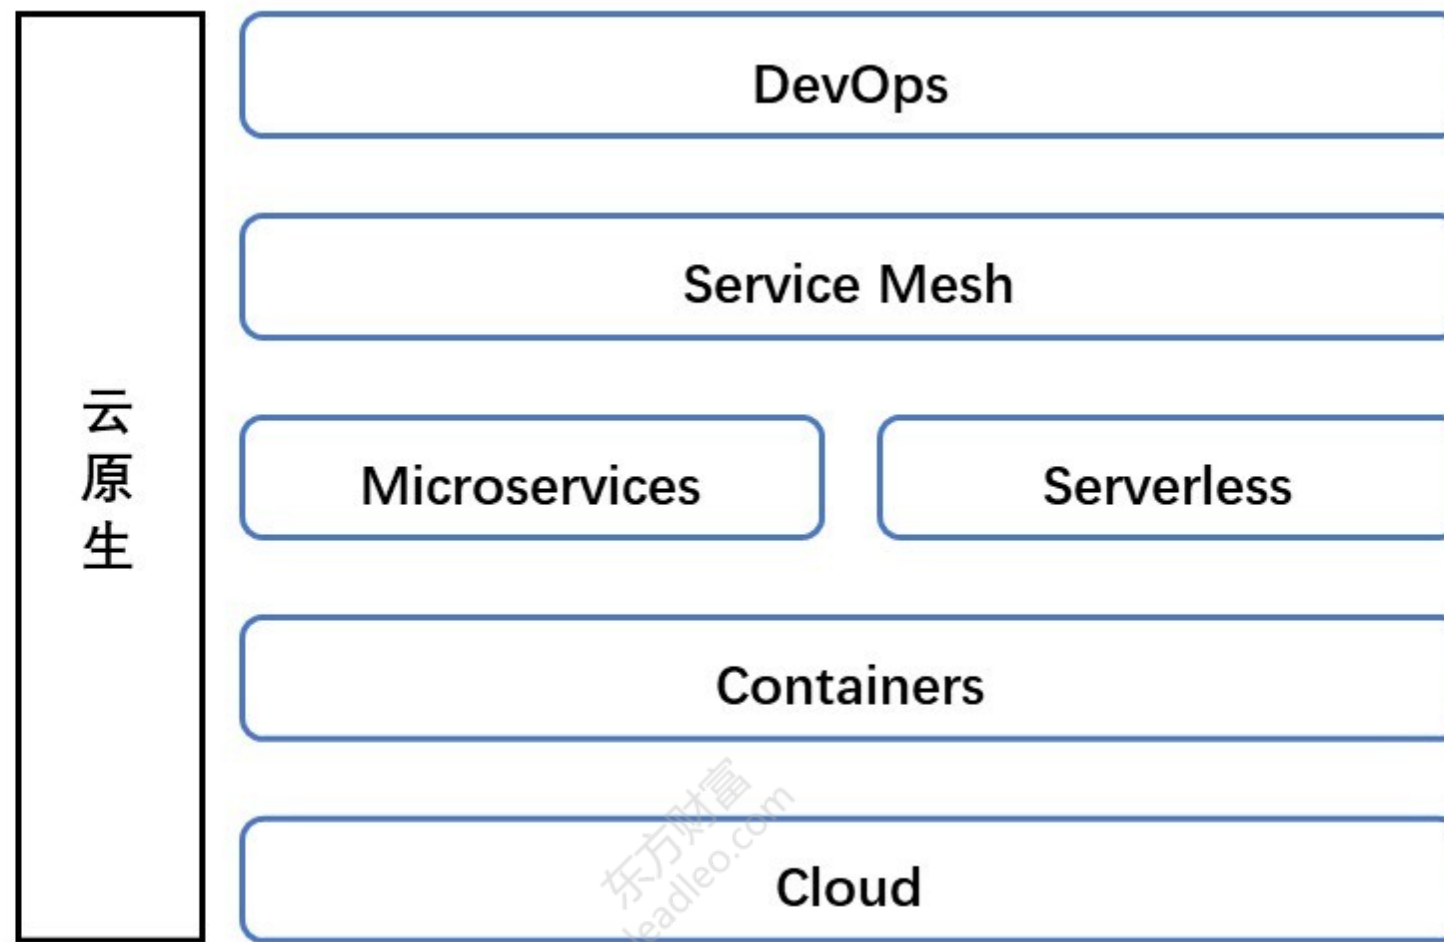 云
原
生
DevOps
Service Mesh
Microservices
Serverless
Containers
Cloud
东方财富
leadleo.com